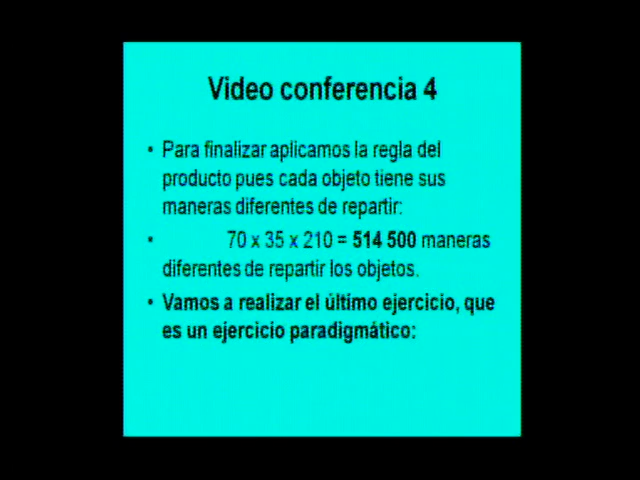 Video conferencia 4
• Para finalizar aplicamos la regla del
producto pues cada objeto tiene sus
maneras diferentes de repartir:
• 70 x 35 x 210 = 514 500 maneras
diferentes de repartir los objetos.
• Vamos a realizar el último ejercicio, que
es un ejercicio paradigmático: